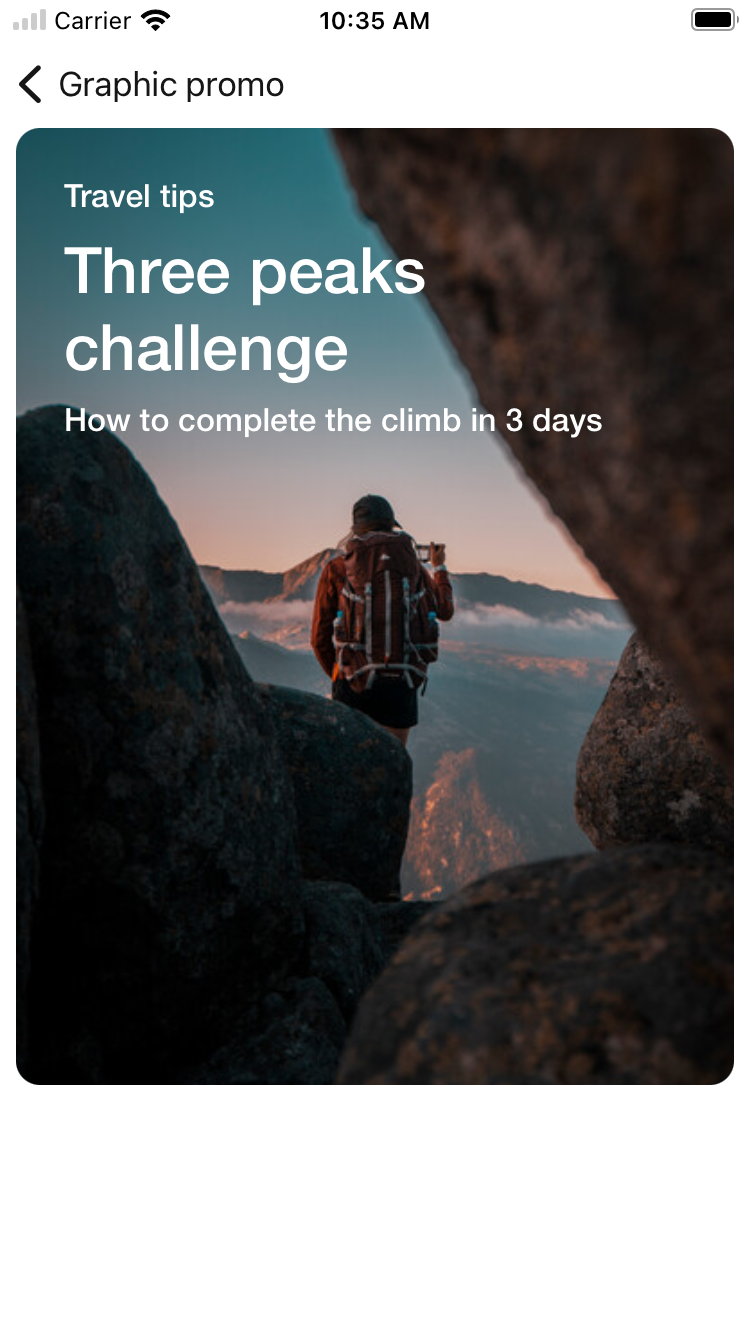 Carrier 10:35 AM
Graphic promo
Travel tips
Three peaks
challenge
How to complete the climb in 3 days